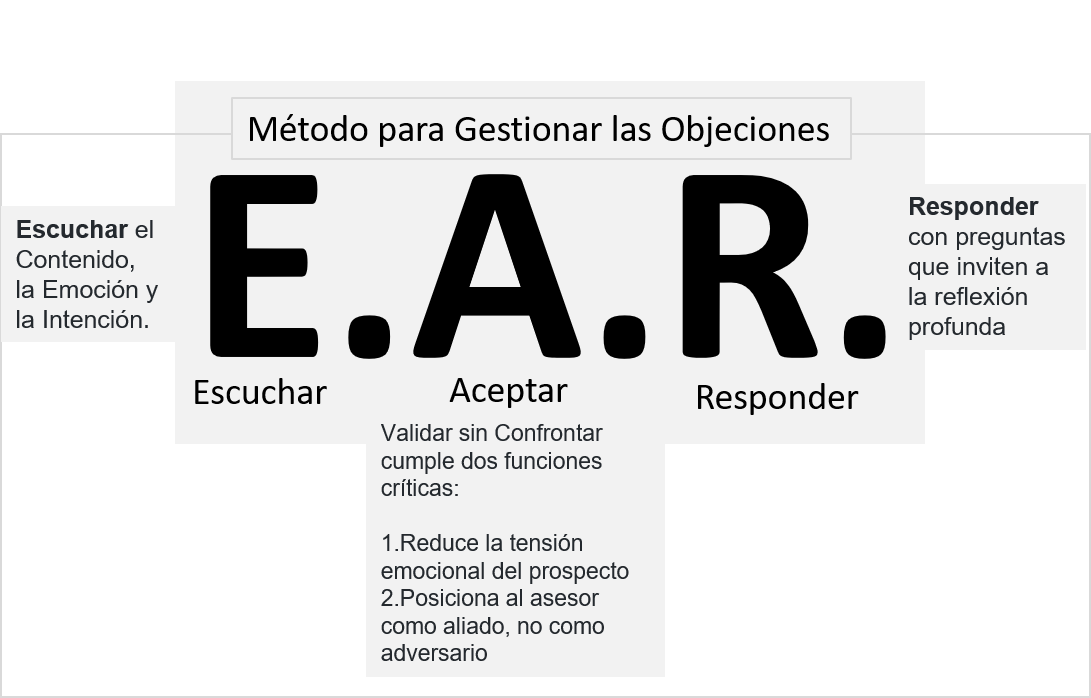 Método para Gestionar las Objeciones
E.A.R.
Escuchar el
Contenido,
la Emoción y
la Intención.
Escuchar
Aceptar
Validar sin Confrontar
cumple dos funciones
críticas:
1.Reduce la tensión
emocional del prospecto
2.Posiciona al asesor
como aliado, no como
adversario
Responder
Responder
con preguntas
que inviten a
la reflexión
profunda